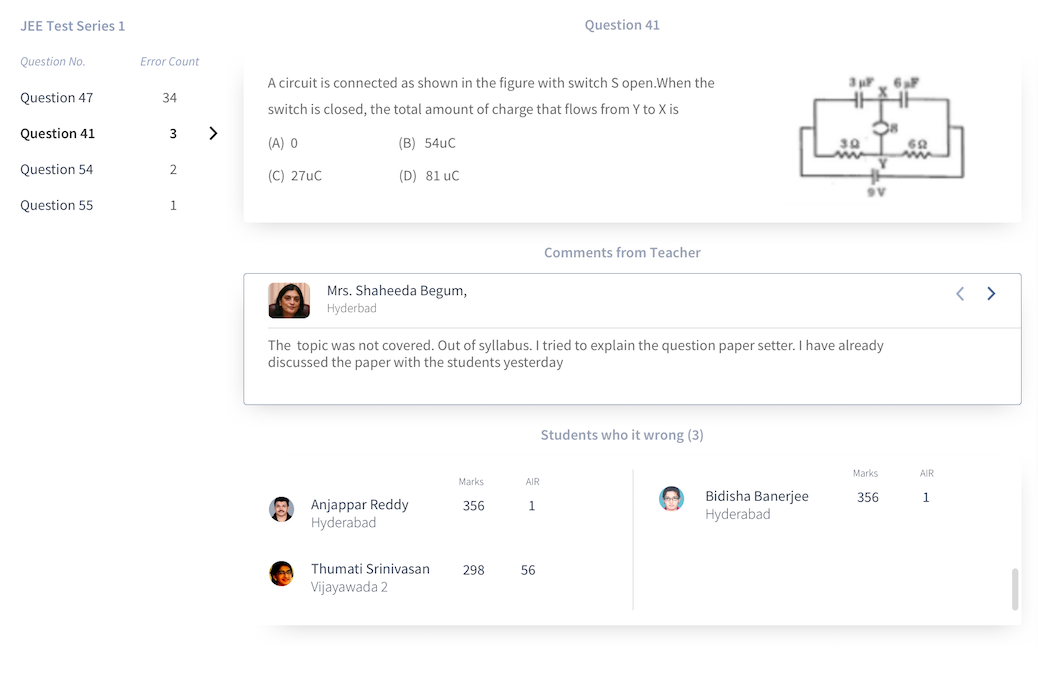 JEE Test Series 1
Question No. Error Count
Question 47 34
Question 41 3
Question 54 2
Question 55 1
Question 41
A circuit is connected as shown in the figure with switch S open.When the
switch is closed, the total amount of charge that flows from Y to X is
(A) 0 (B) 54uC
(C) 27uC (D) 81 uC
3 μF 6 μF
X
S
3 Ω 6 Ω
Y
9 V
Comments from Teacher
Mrs. Shaheeda Begum,
Hyderbad
The topic was not covered. Out of syllabus. I tried to explain the question paper setter. I have already
discussed the paper with the students yesterday
Students who it wrong (3)
Marks AIR
Anjappar Reddy 356 1
Hyderabad
Thumati Srinivasan 298 56
Vijayawada 2
Marks AIR
Bidisha Banerjee 356 1
Hyderabad